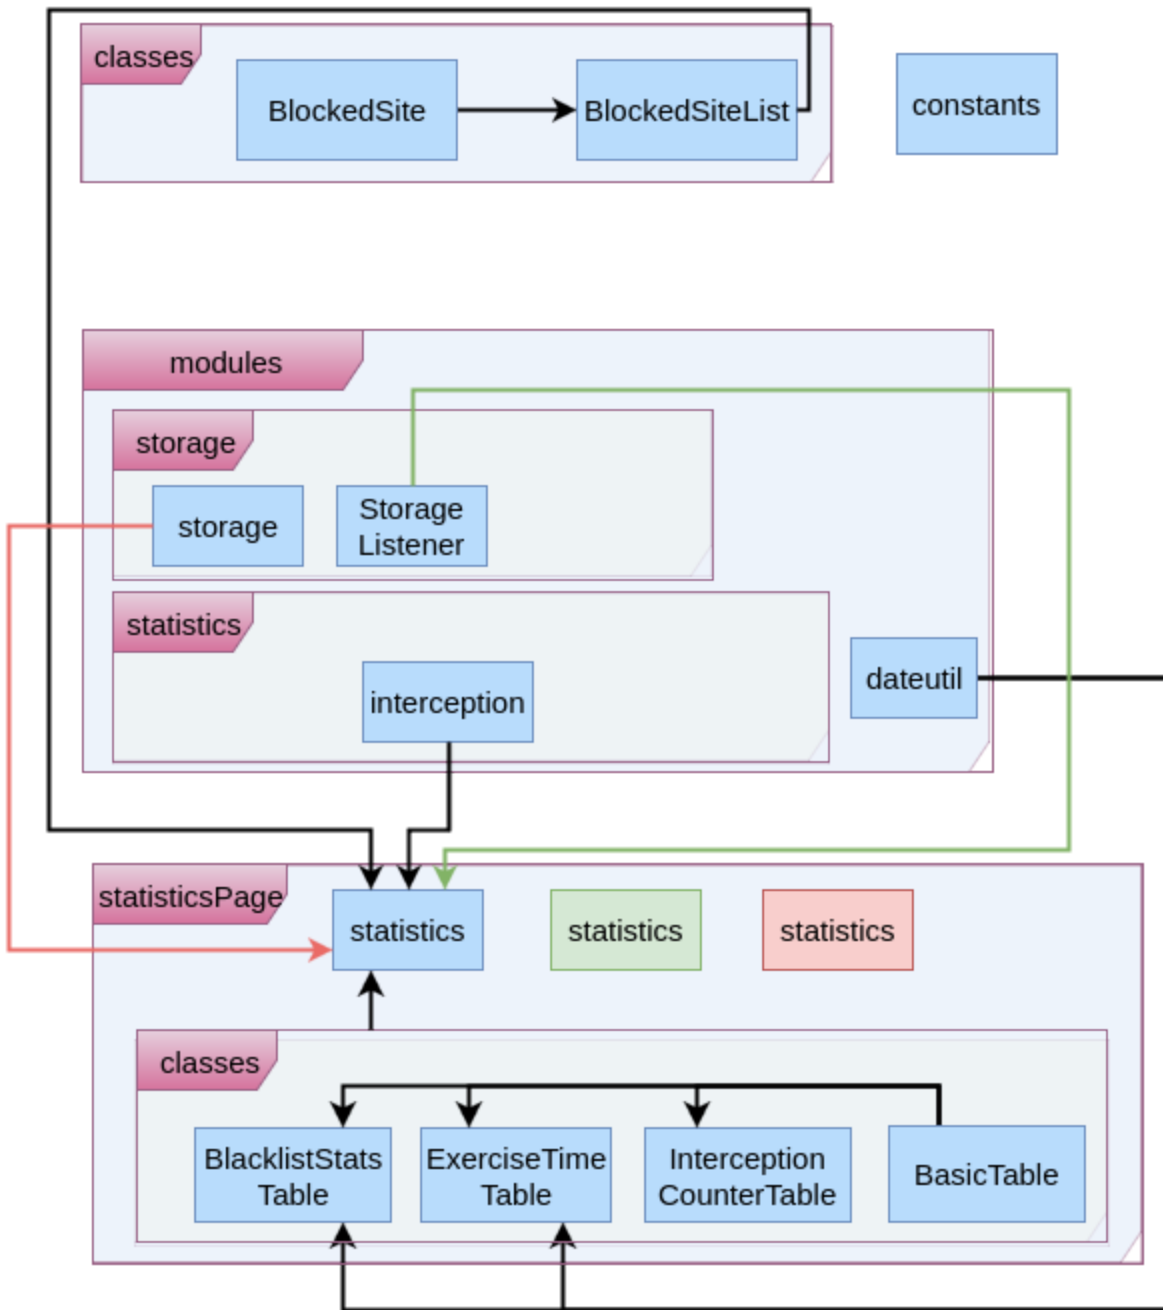 classes
BlockedSite
BlockedSiteList
constants
modules
storage
storage
Storage
Listener
statistics
interception
dateutil
statisticsPage
statistics
statistics
statistics
classes
BlacklistStats
Table
ExerciseTime
Table
Interception
CounterTable
BasicTable